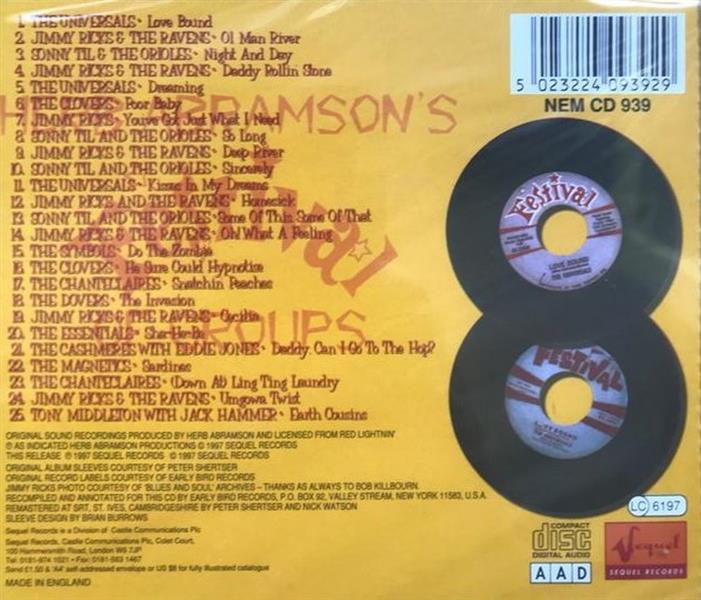 1. THE UNIVERSALS• Love Bound
2. JIMMY RICKS & THE RAVENS• Ol Man River
3. SONNY TIL & THE ORIOLES• Night And Day
4. JIMMY RICKS & THE RAVENS• Daddy Rollin' Stone
5. THE UNIVERSALS• Dreaming
6. THE CLOVERS• Poor Baby
7. JIMMY RICKS• You've Got Just What I Need
8. SONNY TIL AND THE ORIOLES• So Long
9. JIMMY RICKS & THE RAVENS• Deep River
10. SONNY TIL AND THE ORIOLES• Sincerely
11. THE UNIVERSALS• Kisses In My Dreams
12. JIMMY RICKS AND THE RAVENS• Homesick
13. SONNY TIL AND THE ORIOLES• Some Of This Some Of That
14. JIMMY RICKS & THE RAVENS• Oh! What A Feeling
15. THE SYMBOLS• Do The Zombie
16. THE CLOVERS• He Sure Could Hypnotise
17. THE CHANTECLAIRES• Snatchin Peaches
18. THE DOVERS• The Invasion
19. JIMMY RICKS & THE RAVENS• Cecilia
20. THE ESSENTIALS•
21. THE CASHMERES WITH EDDIE JONES• Daddy, Can I Go To The Hop?
22. THE MAGNETICS• Sardines
23. THE CHANTECLAIRES• (Down At) Ling Ting Laundry
24. JIMMY RICKS & THE RAVENS• Umgowa Twist
25. TONY MIDDLETON WITH JACK HAMMER• Earth Cousins
HERB ABRAMSON'S
Festival
GROUPS
ORIGINAL SOUND RECORDINGS PRODUCED BY HERB ABRAMSON AND LICENSED FROM RED LIGHTNIN'
℗ AS INDICATED HERB ABRAMSON PRODUCTIONS © 1997 SEQUEL RECORDS
THIS RELEASE ℗ 1997 SEQUEL RECORDS © 1997 SEQUEL RECORDS
ORIGINAL ALBUM SLEEVES COURTESY OF PETER SHERTSER
ORIGINAL RECORD LABELS COURTESY OF EARLY BIRD RECORDS
JIMMY RICKS PHOTO COURTESY OF 'BLUES AND SOUL' ARCHIVES – THANKS AS ALWAYS TO BOB KILLBOURN.
RECOMPILED AND ANNOTATED FOR THIS CD BY EARLY BIRD RECORDS, P.O. BOX 92, VALLEY STREAM, NEW YORK 11583, U.S.A.
REMASTERED AT SRT, ST. IVES, CAMBRIDGESHIRE BY PETER SHERTSER AND NICK WATSON
SLEEVE DESIGN BY BRIAN BURROWS
Sequel Records is a Division of Castle Communications Plc
Sequel Records, Castle Communications Plc, Colet Court,
100 Hammersmith Road, London W6 7JP
Tel: 0181-974 1021 • Fax: 0181-563 1467
Send £1.50 & 'A4' self-addressed envelope or US $8 for fully illustrated catalogue
MADE IN ENGLAND
5 023224 093929
NEM CD 939
Festival
LOVE BOUND
THE UNIVERSALS
FESTIVAL
LC 6197
COMPACT
disc
DIGITAL AUDIO
AAD
Sequel
SEQUEL RECORDS